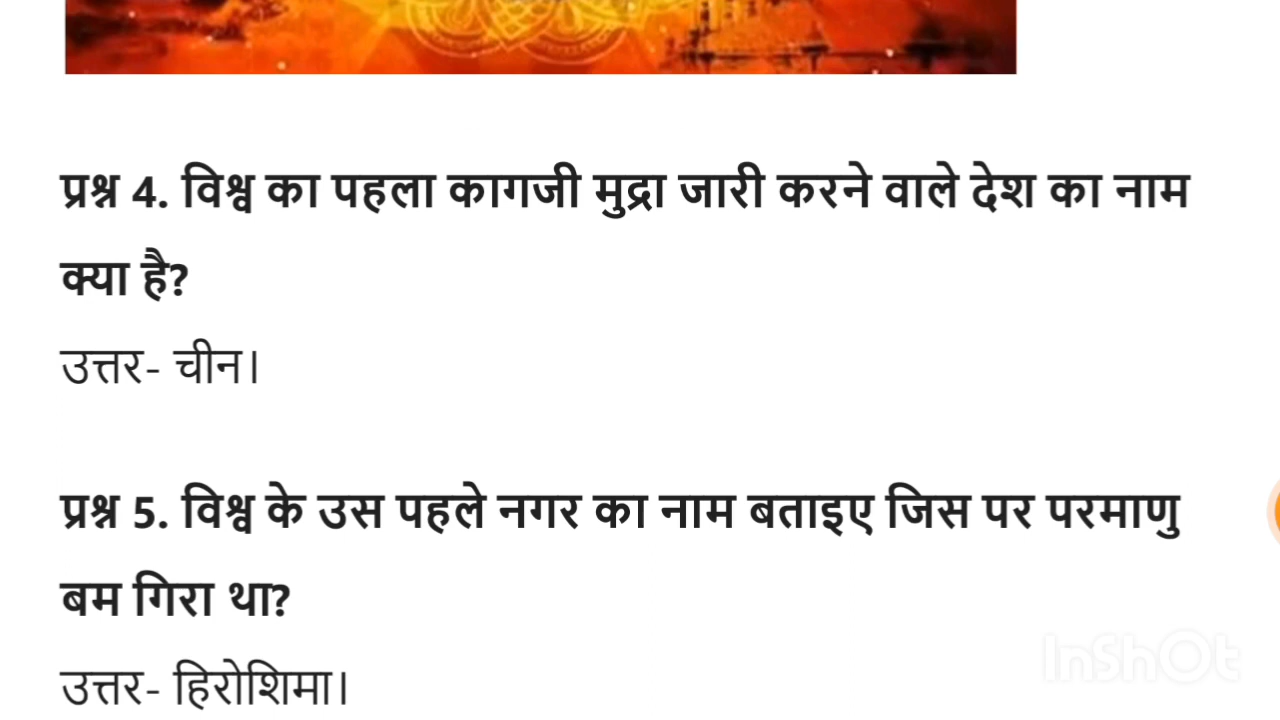 प्रश्न 4. विश्व का पहला कागजी मुद्रा जारी करने वाले देश का नाम
क्या है?
उत्तर- चीन।
प्रश्न 5. विश्व के उस पहले नगर का नाम बताइए जिस पर परमाणु
बम गिरा था?
उत्तर- हिरोशिमा।
InShOt